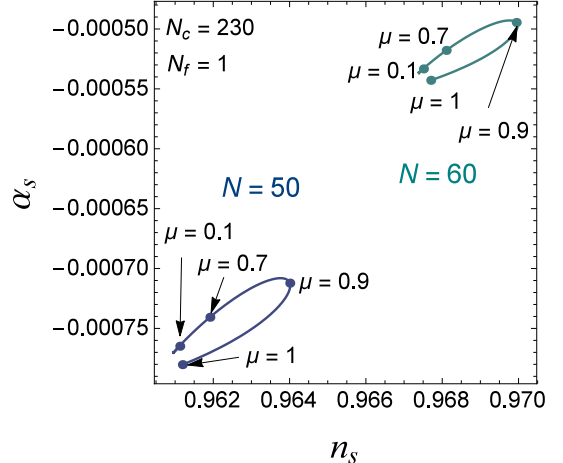 N_c = 230
N_f = 1
−0.00050
−0.00055
−0.00060
−0.00065
−0.00070
−0.00075
α_s
μ = 0.7
μ = 0.1
μ = 1
μ = 0.9
N = 50
N = 60
μ = 0.1
μ = 0.7
μ = 0.9
μ = 1
0.962
0.964
0.966
0.968
0.970
n_s